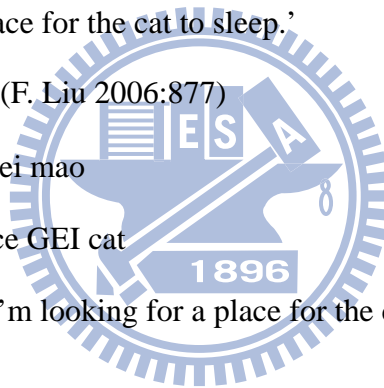 ace for the cat to sleep.’
(F. Liu 2006:877)
E S A
ei mao
8
ce GEI cat
1896
’m looking for a place for the